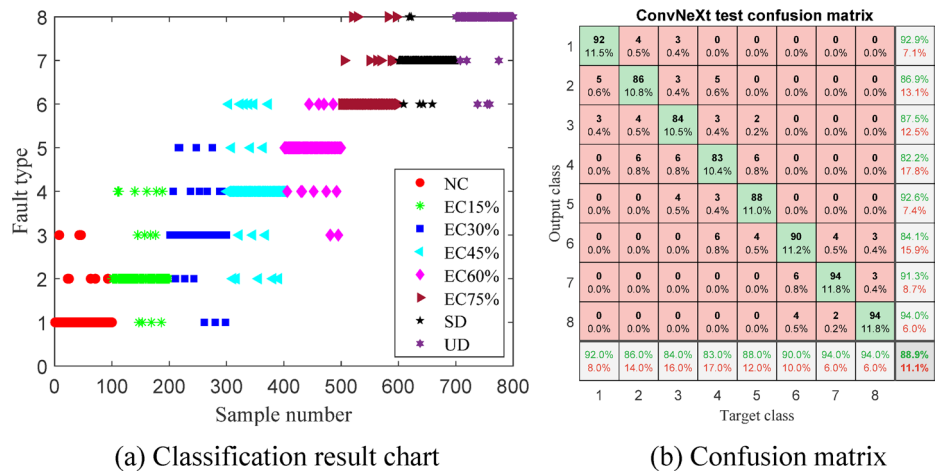 8
7
6
5
4
3
2
1
0
Fault type
0 100 200 300 400 500 600 700 800
Sample number
NC
EC15%
EC30%
EC45%
EC60%
EC75%
SD
UD
(a) Classification result chart
ConvNeXt test confusion matrix
1 92 4 3 0 0 0 0 0 92.9%
11.5% 0.5% 0.4% 0.0% 0.0% 0.0% 0.0% 0.0% 7.1%
2 5 86 3 5 0 0 0 0 86.9%
0.6% 10.8% 0.4% 0.6% 0.0% 0.0% 0.0% 0.0% 13.1%
3 3 4 84 3 2 0 0 0 87.5%
0.4% 0.5% 10.5% 0.4% 0.2% 0.0% 0.0% 0.0% 12.5%
4 0 6 6 83 6 0 0 0 82.2%
0.0% 0.8% 0.8% 10.4% 0.8% 0.0% 0.0% 0.0% 17.8%
5 0 0 4 3 88 0 0 0 92.6%
0.0% 0.0% 0.5% 0.4% 11.0% 0.0% 0.0% 0.0% 7.4%
6 0 0 0 6 4 90 4 3 84.1%
0.0% 0.0% 0.0% 0.8% 0.5% 11.2% 0.5% 0.4% 15.9%
7 0 0 0 0 0 6 94 3 91.3%
0.0% 0.0% 0.0% 0.0% 0.0% 0.8% 11.8% 0.4% 8.7%
8 0 0 0 0 0 4 2 94 94.0%
0.0% 0.0% 0.0% 0.0% 0.0% 0.5% 0.2% 11.8% 6.0%
92.0% 86.0% 84.0% 83.0% 88.0% 90.0% 94.0% 94.0% 88.9%
8.0% 14.0% 16.0% 17.0% 12.0% 10.0% 6.0% 6.0% 11.1%
1 2 3 4 5 6 7 8
Output class
Target class
(b) Confusion matrix